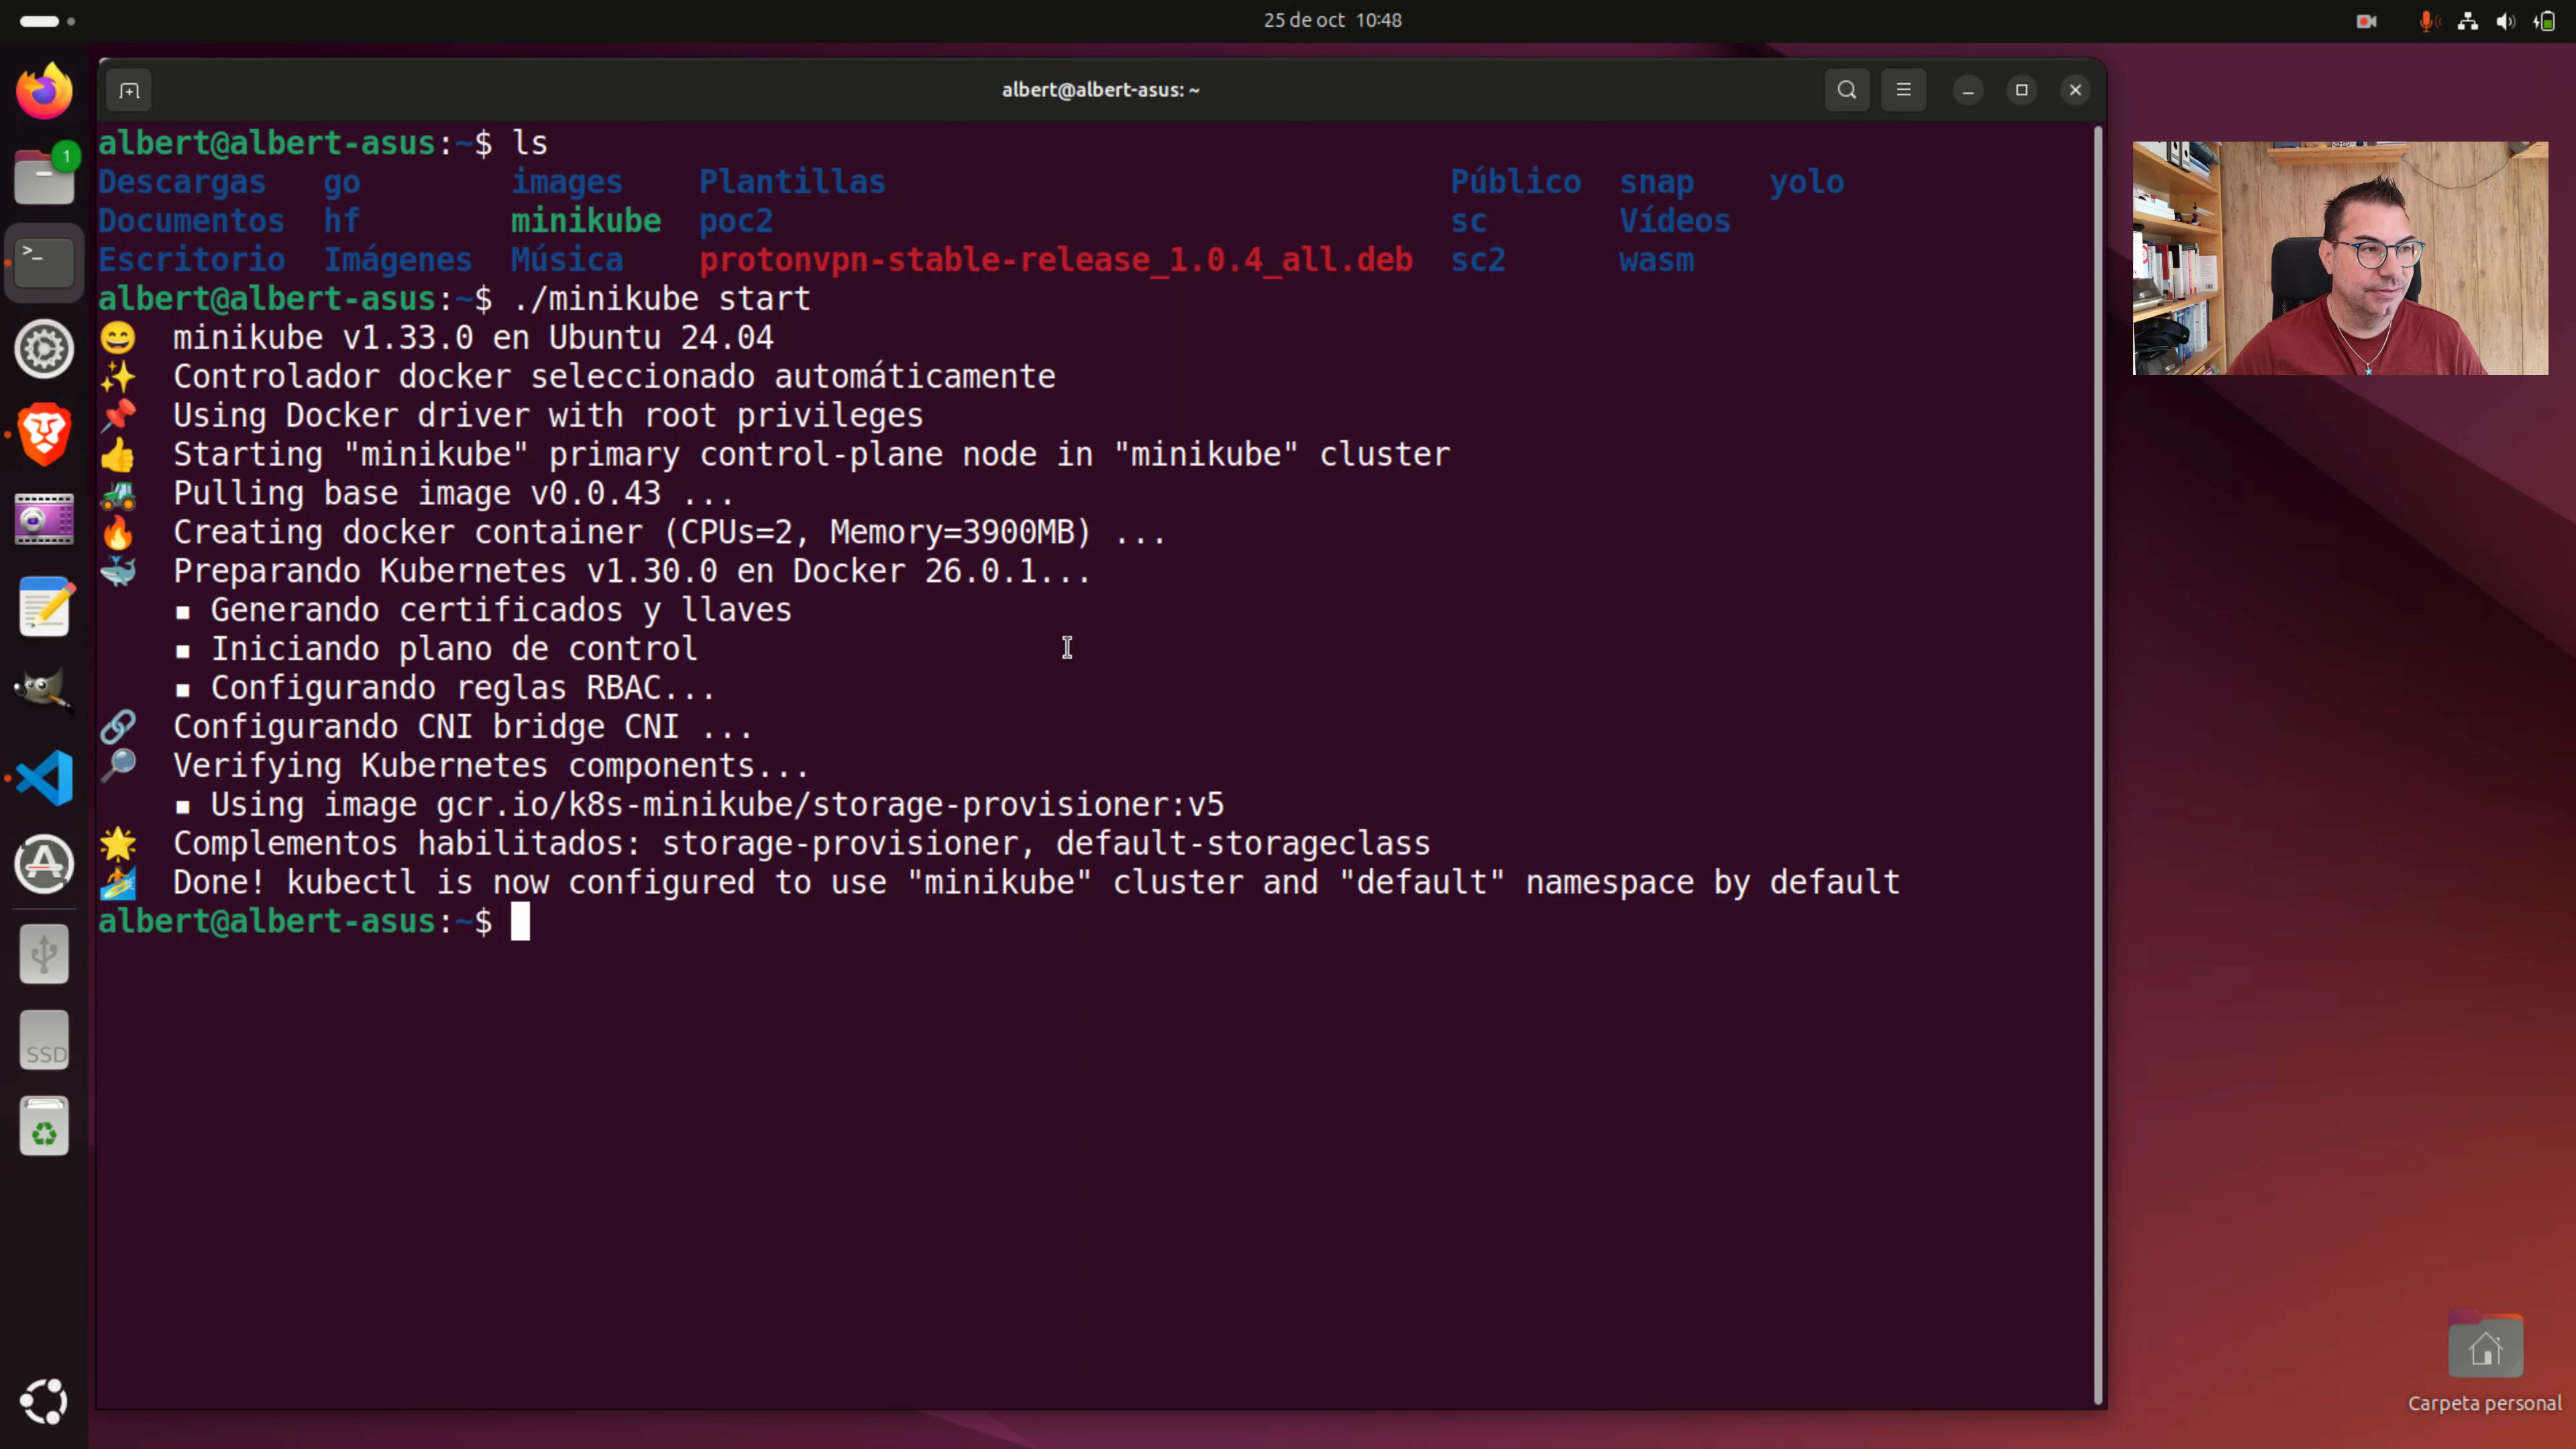 25 de oct 10:48
albert@albert-asus: ~
albert@albert-asus:~$ ls
Descargas go images Plantillas Público snap yolo
Documentos hf minikube poc2 sc Vídeos
Escritorio Imágenes Música protonvpn-stable-release_1.0.4_all.deb sc2 wasm
albert@albert-asus:~$ ./minikube start
😄 minikube v1.33.0 en Ubuntu 24.04
✨ Controlador docker seleccionado automáticamente
📌 Using Docker driver with root privileges
👍 Starting "minikube" primary control-plane node in "minikube" cluster
🚜 Pulling base image v0.0.43 ...
🔥 Creating docker container (CPUs=2, Memory=3900MB) ...
🐳 Preparando Kubernetes v1.30.0 en Docker 26.0.1...
▪ Generando certificados y llaves
▪ Iniciando plano de control
▪ Configurando reglas RBAC...
🔗 Configurando CNI bridge CNI ...
🔎 Verifying Kubernetes components...
▪ Using image gcr.io/k8s-minikube/storage-provisioner:v5
🌟 Complementos habilitados: storage-provisioner, default-storageclass
🏄 Done! kubectl is now configured to use "minikube" cluster and "default" namespace by default
albert@albert-asus:~$
1
>_
SSD
Carpeta personal